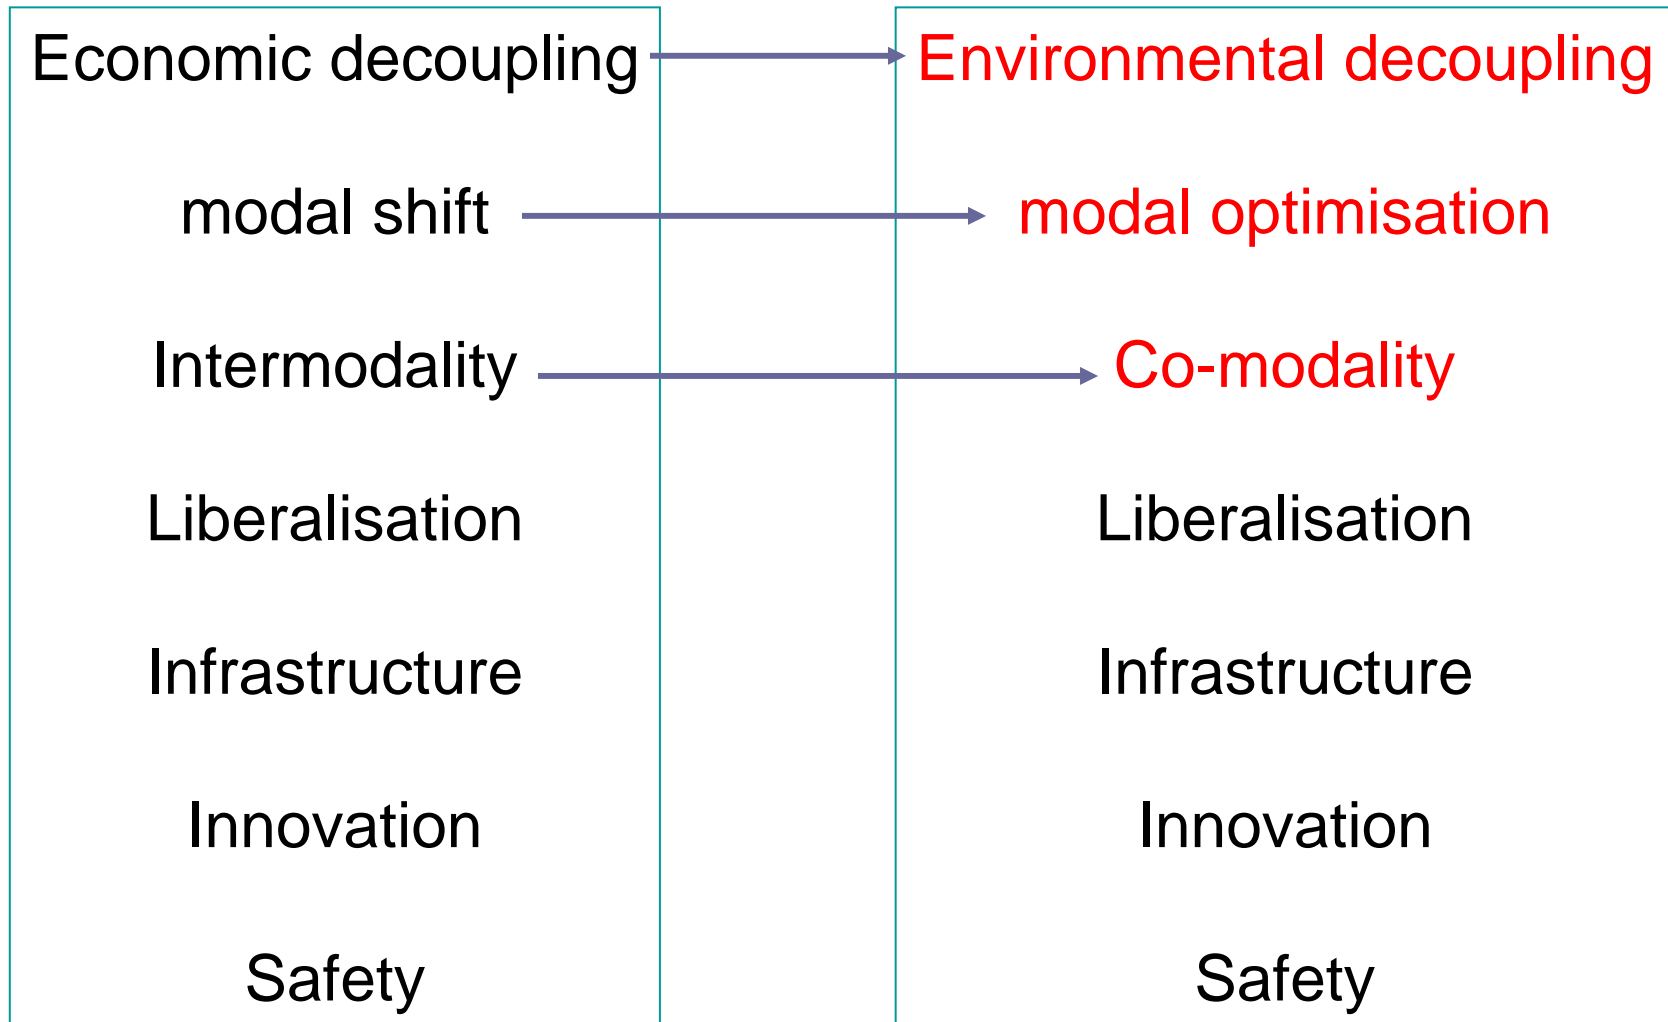 Economic decoupling
modal shift
Intermodality
Liberalisation
Infrastructure
Innovation
Safety
Environmental decoupling
modal optimisation
Co-modality
Liberalisation
Infrastructure
Innovation
Safety